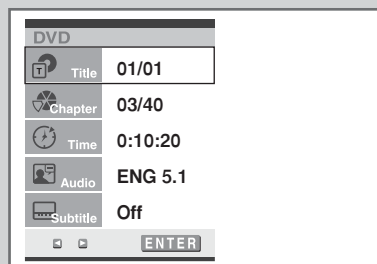 DVD
T Title 01/01
Chapter 03/40
Time 0:10:20
Audio ENG 5.1
Subtitle Off
ENTER